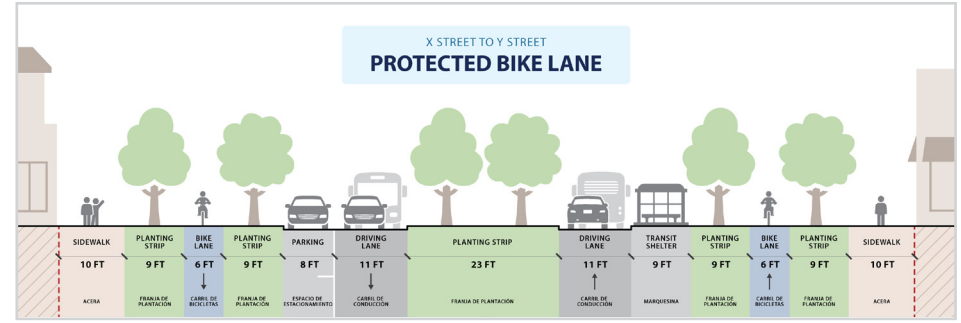 X STREET TO Y STREET
PROTECTED BIKE LANE
SIDEWALK
10 FT
ACERA
PLANTING
STRIP
9 FT
FRANJA DE
PLANTACIÓN
BIKE
LANE
6 FT
CARRIL DE
BICICLETAS
PLANTING
STRIP
9 FT
FRANJA DE
PLANTACIÓN
PARKING
8 FT
ESPACIO DE
ESTACIONAMIENTO
DRIVING
LANE
11 FT
CARRIL DE
CONDUCCIÓN
PLANTING STRIP
23 FT
FRANJA DE PLANTACIÓN
DRIVING
LANE
11 FT
CARRIL DE
CONDUCCIÓN
TRANSIT
SHELTER
9 FT
MARQUESINA
PLANTING
STRIP
9 FT
FRANJA DE
PLANTACIÓN
BIKE
LANE
6 FT
CARRIL DE
BICICLETAS
PLANTING
STRIP
9 FT
FRANJA DE
PLANTACIÓN
SIDEWALK
10 FT
ACERA